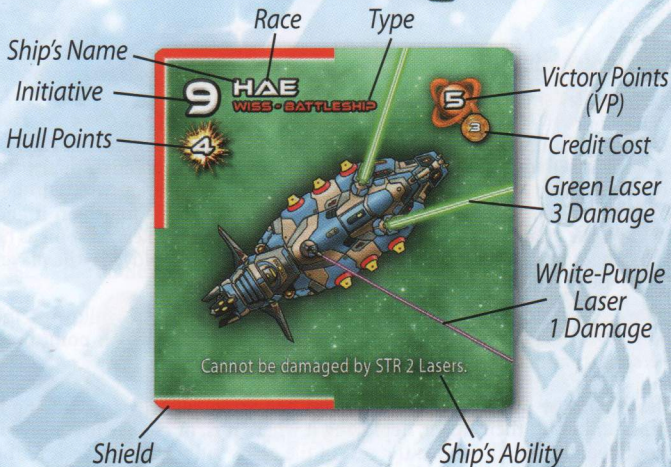 Race
Type
Ship's Name
Initiative
Hull Points
9
HAE
WISS - BATTLESHIP
4
5
3
Victory Points
(VP)
Credit Cost
Green Laser
3 Damage
White-Purple
Laser
1 Damage
Cannot be damaged by STR 2 Lasers.
Shield
Ship's Ability